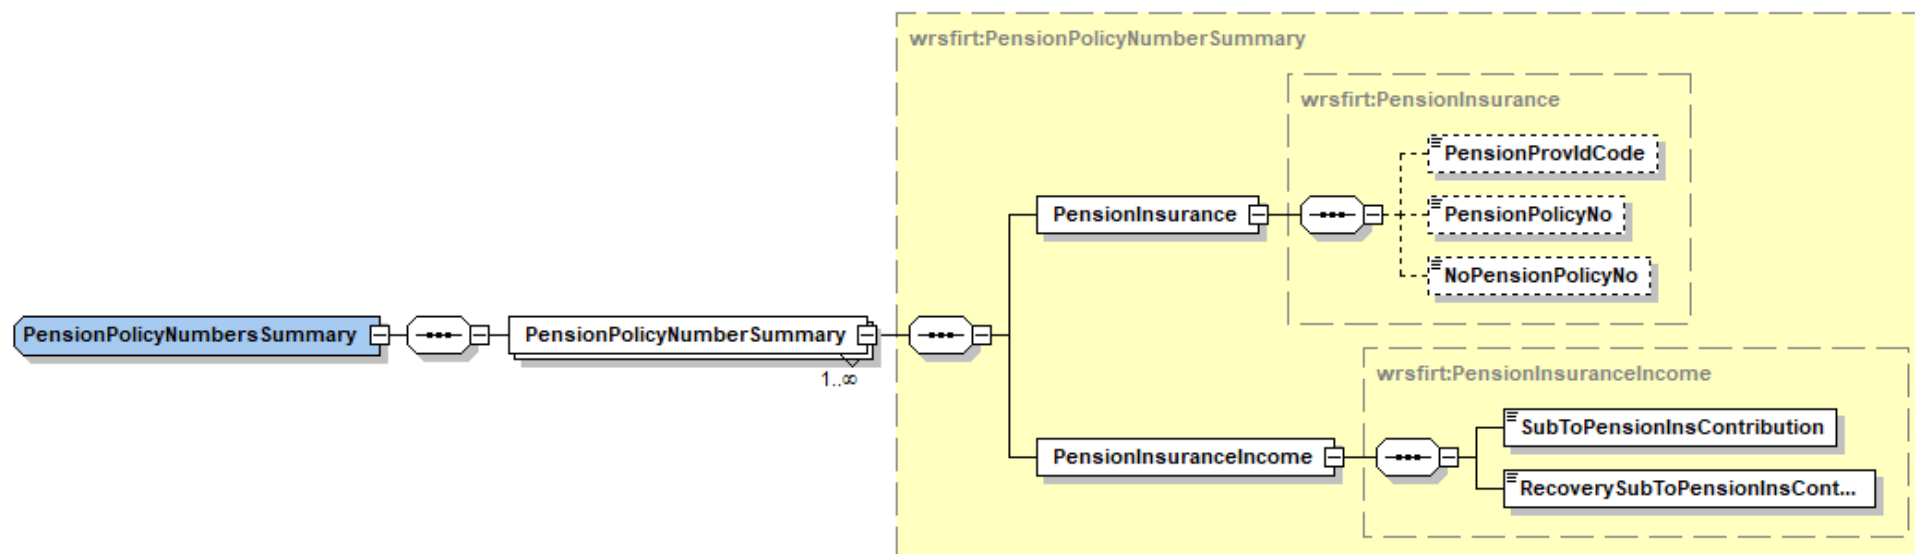 wrsfirt:PensionPolicyNumberSummary
wrsfirt:PensionInsurance
PensionProvIdCode
PensionInsurance
PensionPolicyNo
NoPensionPolicyNo
PensionPolicyNumbersSummary
PensionPolicyNumberSummary
1..∞
wrsfirt:PensionInsuranceIncome
SubToPensionInsContribution
PensionInsuranceIncome
RecoverySubToPensionInsCont...